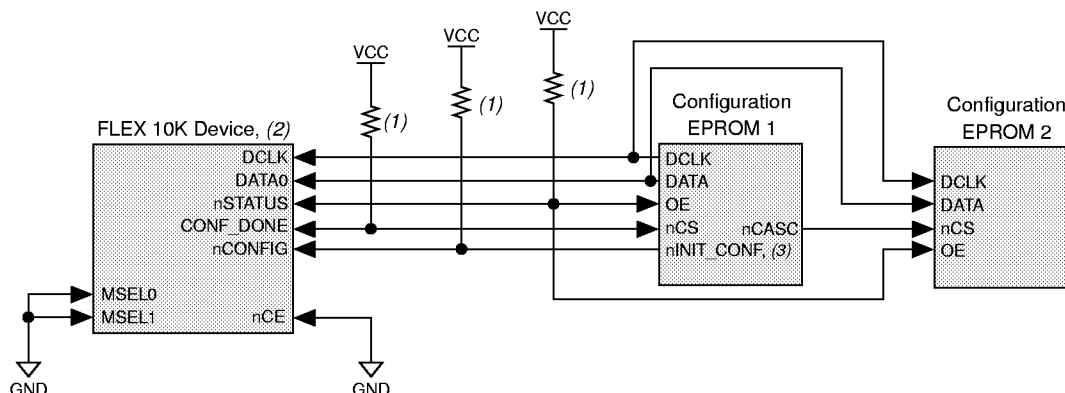 VCC
VCC
VCC
(1)
(1)
(1)
FLEX 10K Device, (2)
DCLK
DATA0
nSTATUS
CONF_DONE
nCONFIG
MSEL0
MSEL1
nCE
GND
GND
Configuration
EPROM 1
DCLK
DATA
OE
nCS
nCASC
nINIT_CONF, (3)
Configuration
EPROM 2
DCLK
DATA
nCS
OE